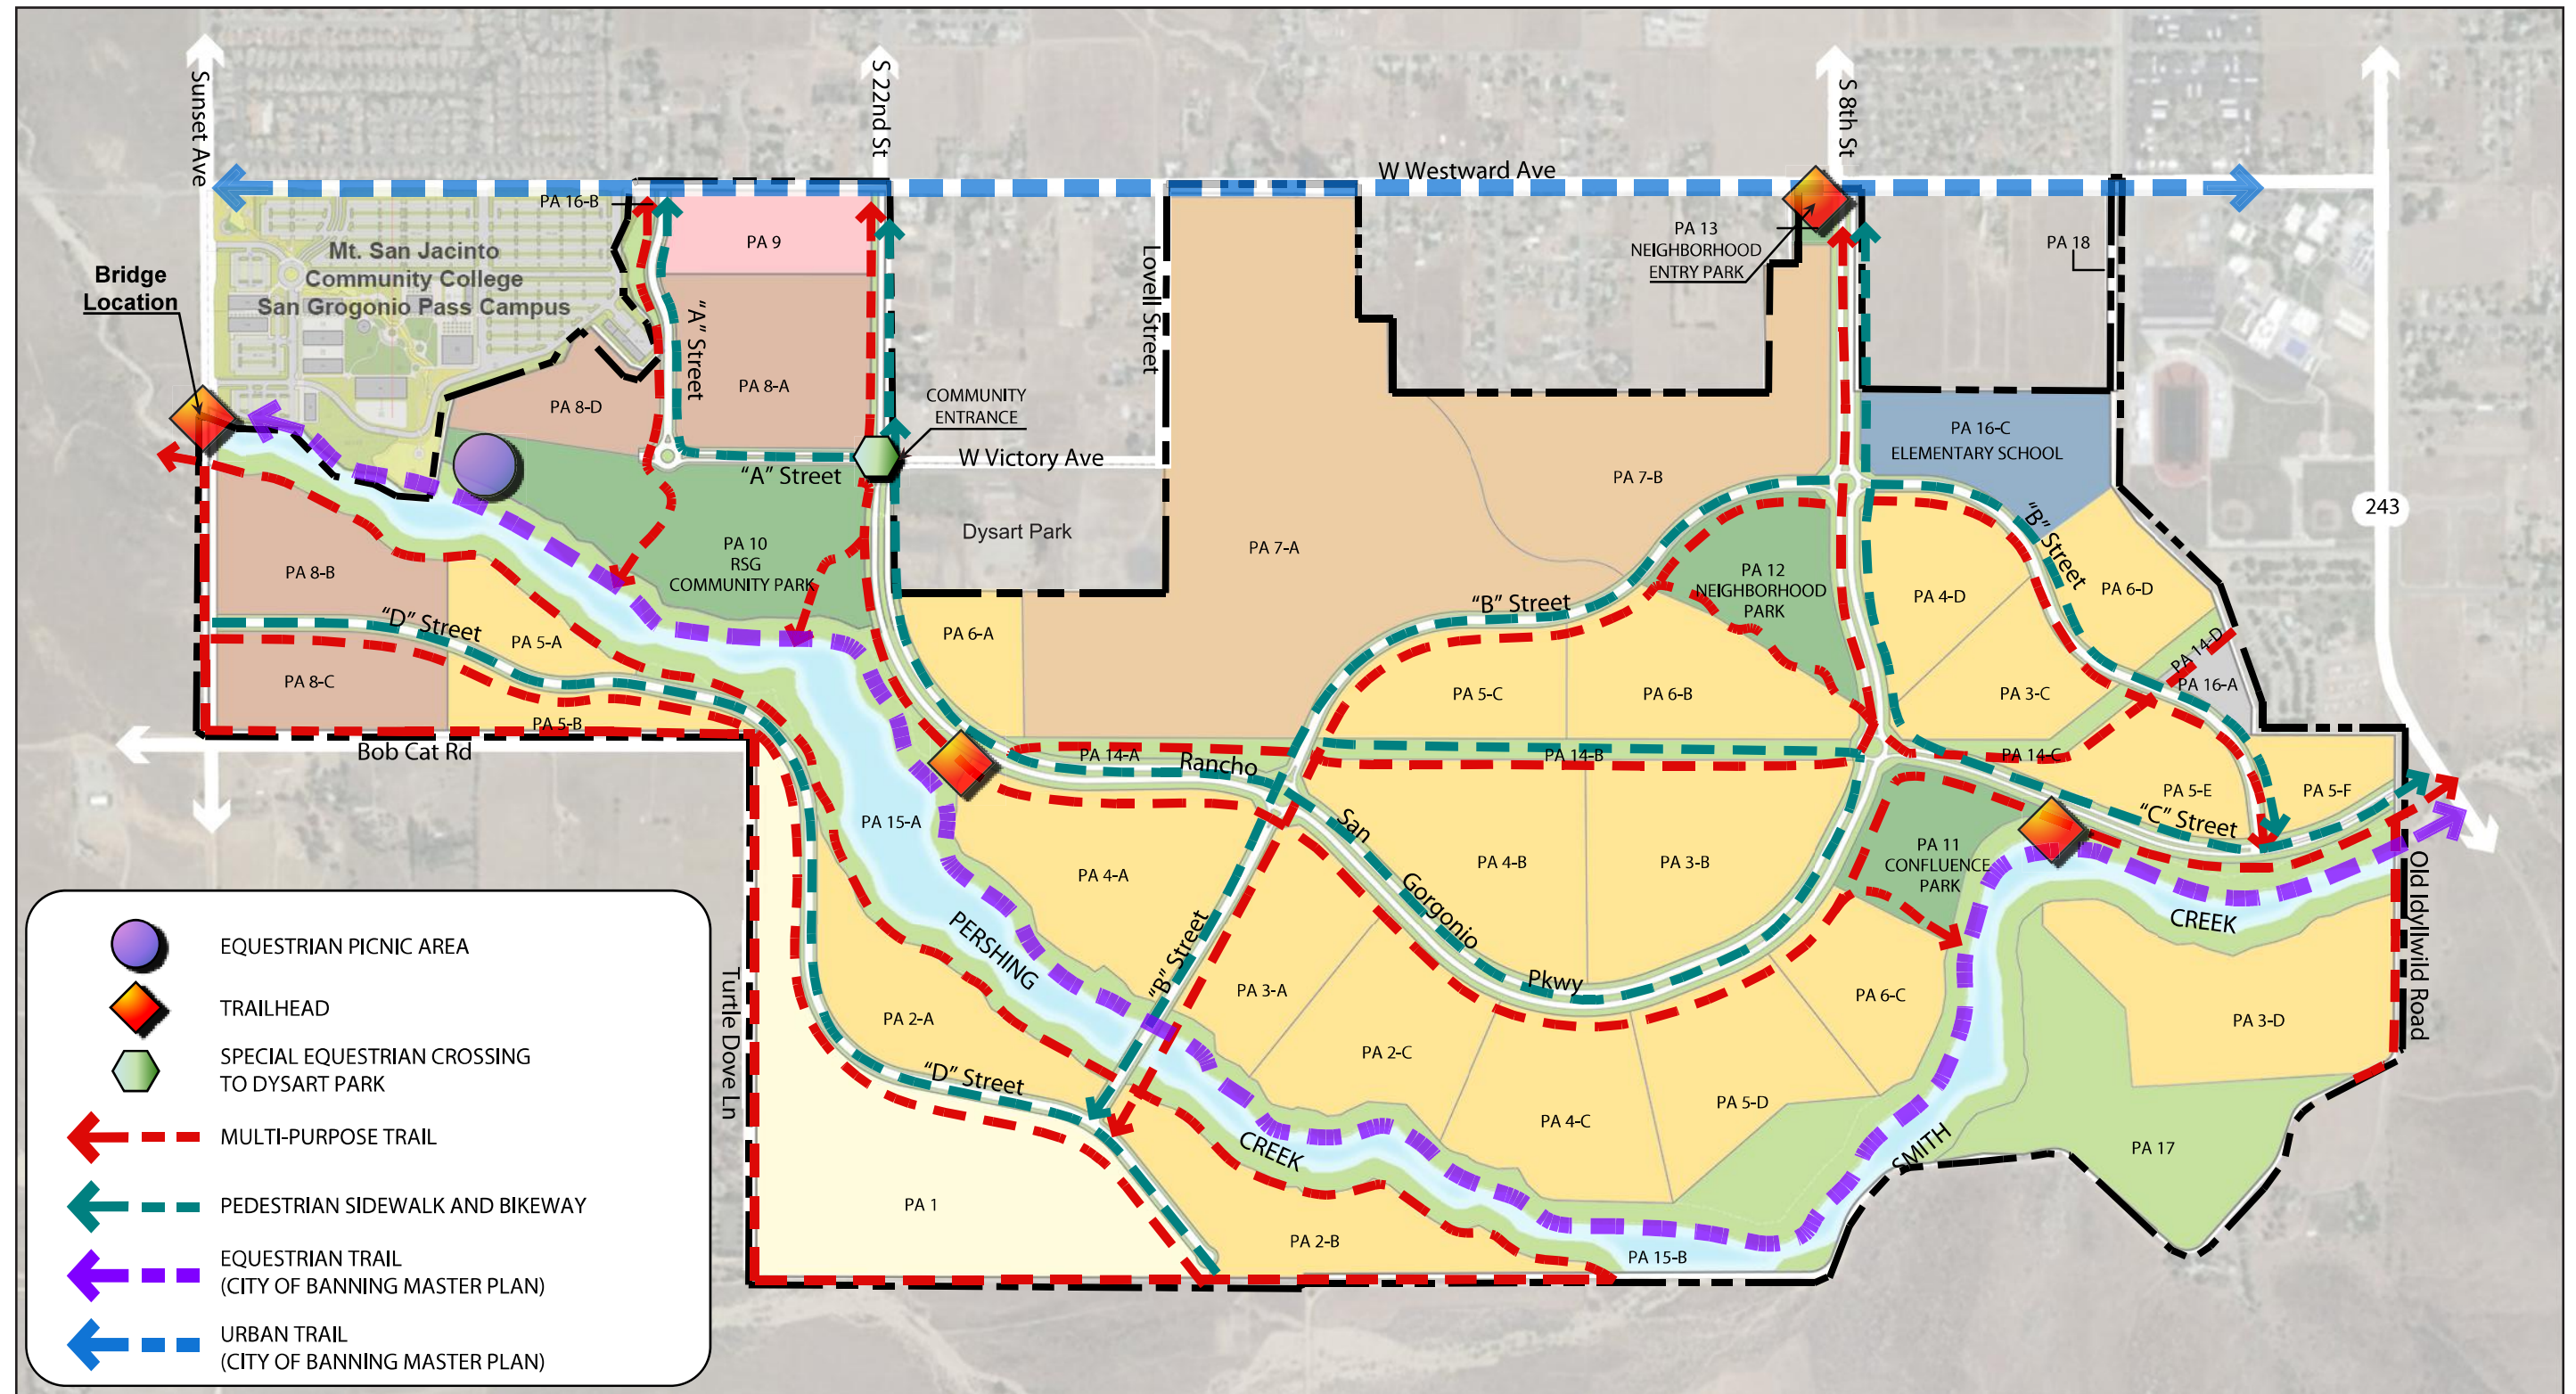 Sunset Ave
S 22nd St
S 8th St
W Westward Ave
PA 16-B
PA 9
Mt. San Jacinto
Community College
San Grogonio Pass Campus
Bridge
Location
"A" Street
Lovell Street
PA 13
NEIGHBORHOOD
ENTRY PARK
PA 18
PA 8-A
PA 8-D
COMMUNITY
ENTRANCE
W Victory Ave
"A" Street
PA 16-C
ELEMENTARY SCHOOL
PA 7-B
243
Dysart Park
PA 7-A
PA 10
RSG
COMMUNITY PARK
"B" Street
PA 8-B
PA 12
NEIGHBORHOOD
PARK
PA 4-D
PA 6-D
"D" Street
PA 5-A
PA 6-A
"B" Street
PA 14-D
PA 8-C
PA 5-C
PA 6-B
PA 3-C
PA 16-A
PA 5-B
Bob Cat Rd
PA 14-A
Rancho
PA 14-B
PA 14-C
PA 5-E
PA 5-F
PA 15-A
San
"C" Street
PA 4-A
PA 4-B
PA 3-B
PA 11
CONFLUENCE
PARK
Old Idyllwild Road
Gorgonio
CREEK
PERSHING
"B" Street
Pkwy
PA 3-A
PA 6-C
PA 2-A
PA 3-D
Turtle Dove Ln
"D" Street
PA 2-C
PA 5-D
PA 4-C
CREEK
SMITH
PA 17
PA 1
PA 2-B
PA 15-B
EQUESTRIAN PICNIC AREA
TRAILHEAD
SPECIAL EQUESTRIAN CROSSING
TO DYSART PARK
MULTI-PURPOSE TRAIL
PEDESTRIAN SIDEWALK AND BIKEWAY
EQUESTRIAN TRAIL
(CITY OF BANNING MASTER PLAN)
URBAN TRAIL
(CITY OF BANNING MASTER PLAN)